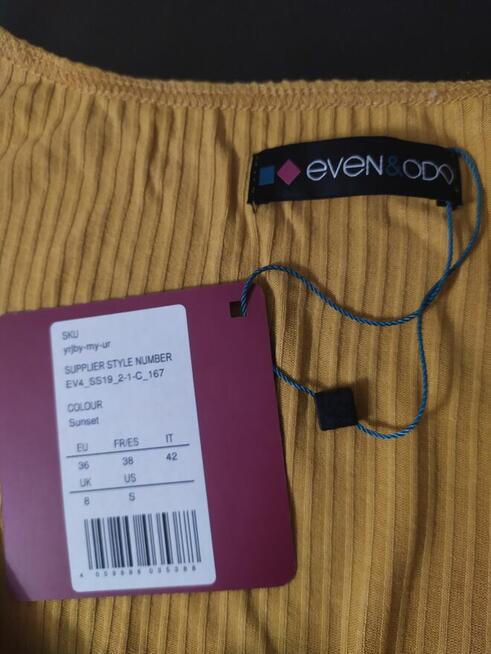 even&ODD
SKU
yrjby-my-ur
SUPPLIER STYLE NUMBER
EV4_SS19_2-1-C_167
COLOUR
Sunset
EU FR/ES IT
36 38 42
UK US
8 S